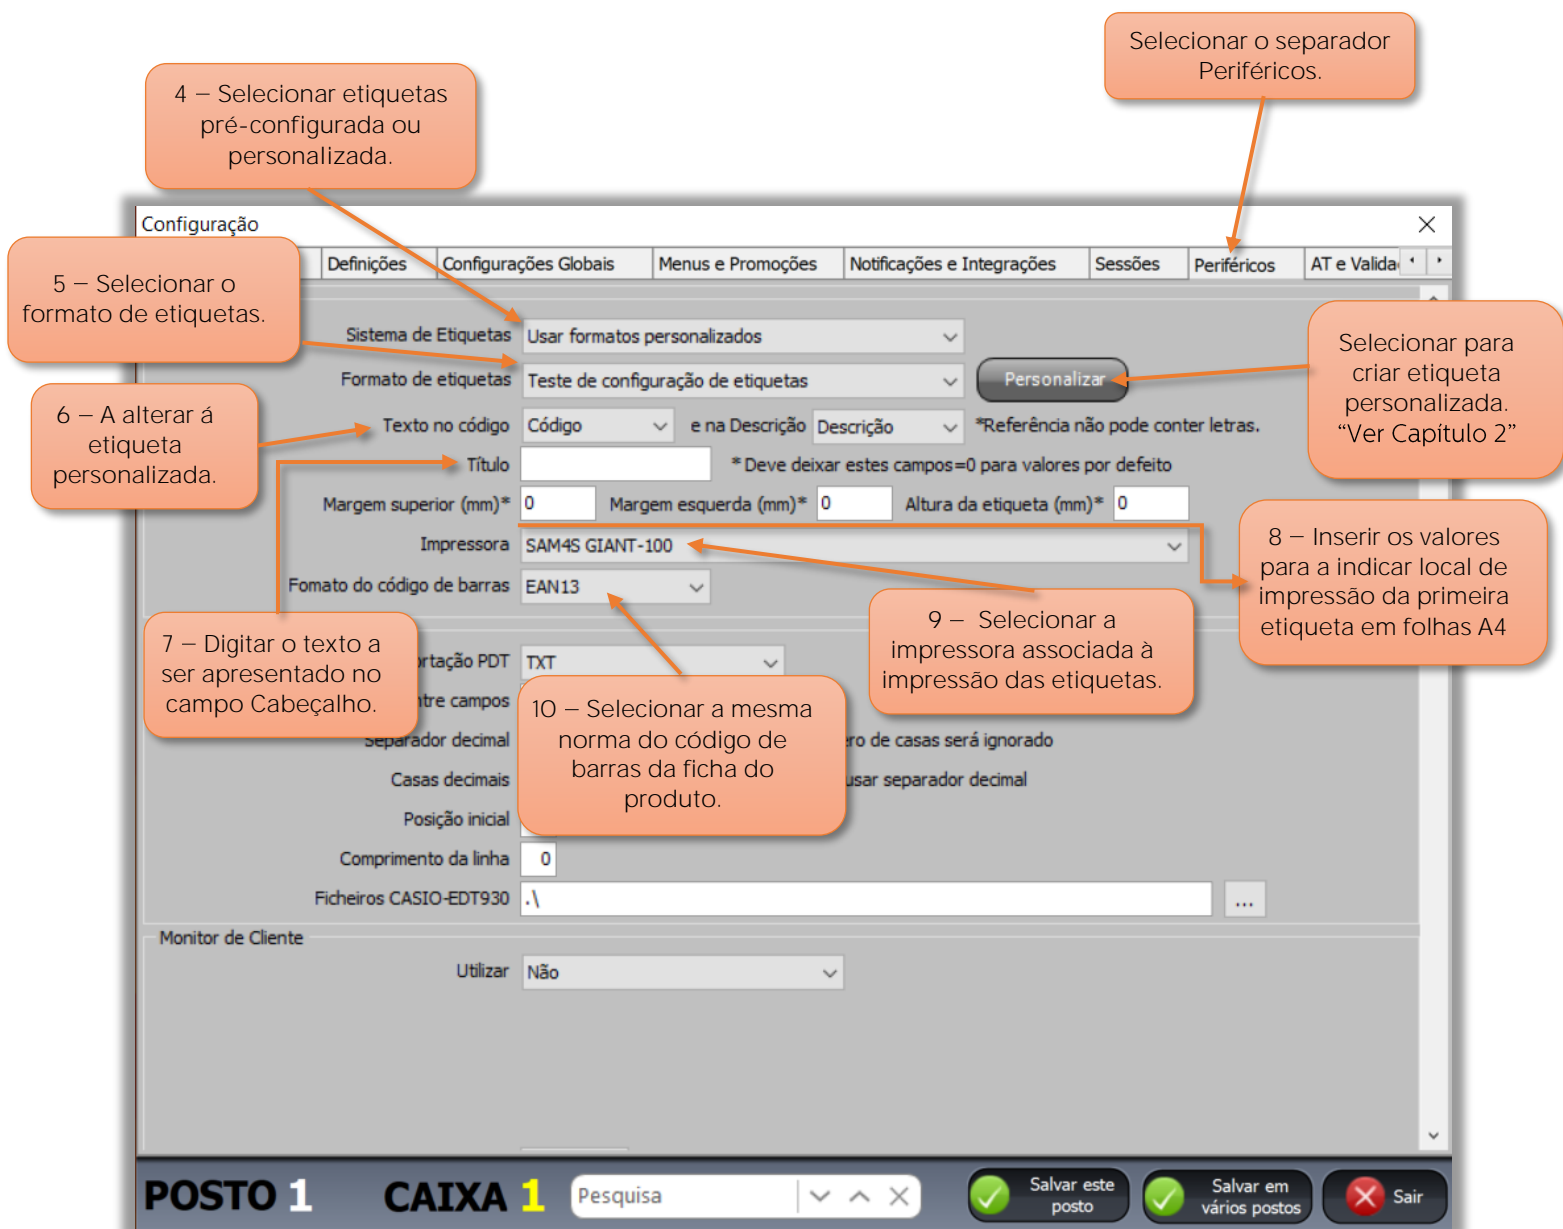 Selecionar o separador
Periféricos.
4 – Selecionar etiquetas
pré-configurada ou
personalizada.
Configuração
Definições
Configurações Globais
Menus e Promoções
Notificações e Integrações
Sessões
Periféricos
AT e Valida
5 – Selecionar o
formato de etiquetas.
Sistema de Etiquetas Usar formatos personalizados
Formato de etiquetas Teste de configuração de etiquetas Personalizar
Selecionar para
criar etiqueta
personalizada.
“Ver Capítulo 2”
6 – A alterar á
etiqueta
personalizada.
Texto no código Código e na Descrição Descrição *Referência não pode conter letras.
Título * Deve deixar estes campos=0 para valores por defeito
Margem superior (mm)* 0 Margem esquerda (mm)* 0 Altura da etiqueta (mm)* 0
Impressora SAM4S GIANT-100
8 – Inserir os valores
para a indicar local de
impressão da primeira
etiqueta em folhas A4
Fomato do código de barras EAN13
9 – Selecionar a
impressora associada à
impressão das etiquetas.
7 – Digitar o texto a
ser apresentado no
campo Cabeçalho.
rtação PDT TXT
tre campos
10 – Selecionar a mesma
norma do código de
barras da ficha do
produto.
Separador decimal
ero de casas será ignorado
Casas decimais
usar separador decimal
Posição inicial
Comprimento da linha 0
Ficheiros CASIO-EDT930 .\ ...
Monitor de Cliente
Utilizar Não
POSTO 1 CAIXA 1 Pesquisa
Salvar este
posto
Salvar em
vários postos
Sair